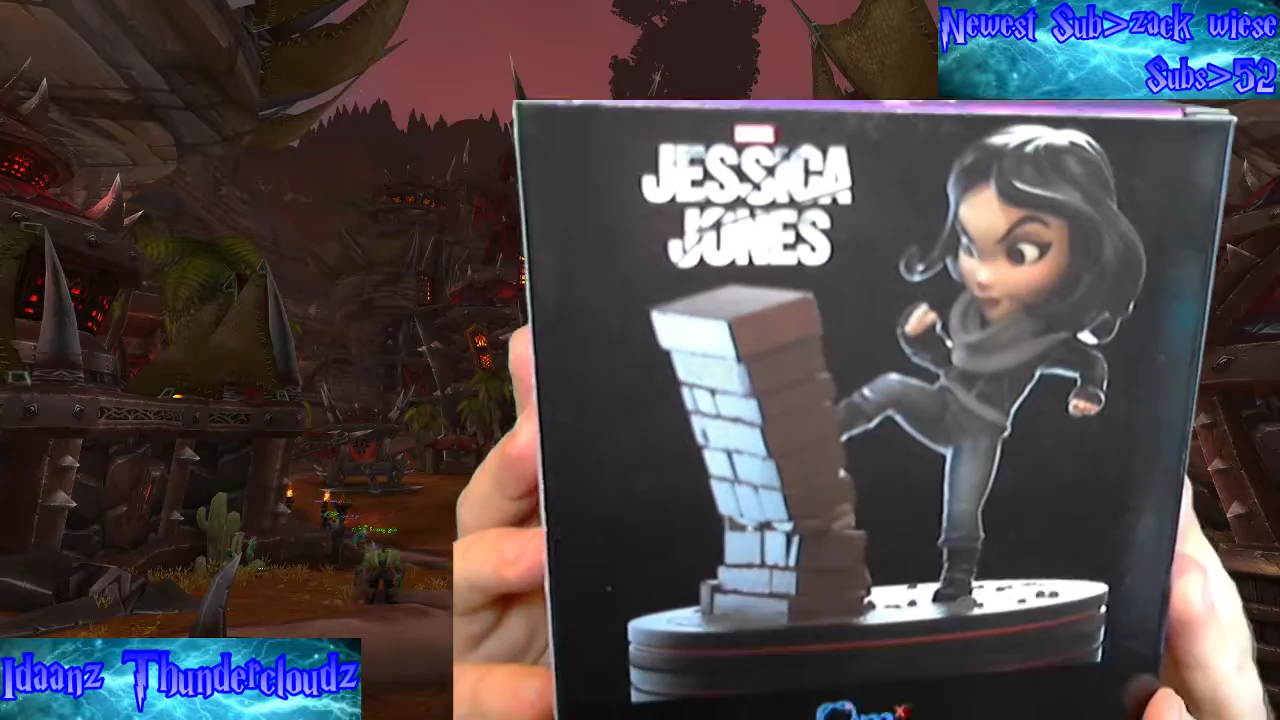 Newest Sub>zack wiese
Subs>52
JESSICA
JONES
Idaanz Thundercloudz